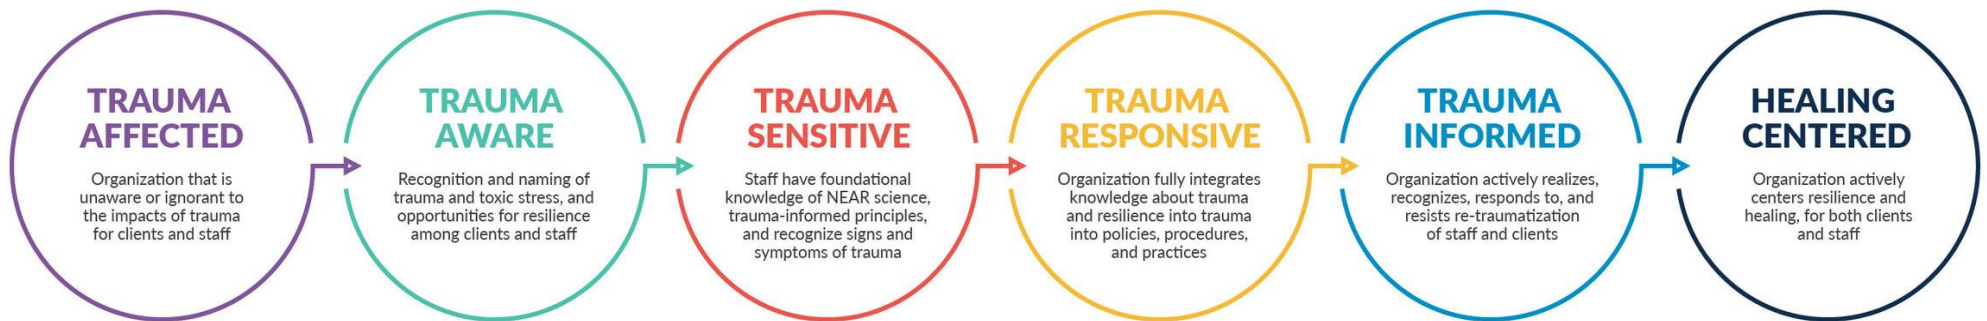 TRAUMA
AFFECTED
Organization that is
unaware or ignorant to
the impacts of trauma
for clients and staff
TRAUMA
AWARE
Recognition and naming of
trauma and toxic stress, and
opportunities for resilience
among clients and staff
TRAUMA
SENSITIVE
Staff have foundational
knowledge of NEAR science,
trauma-informed principles,
and recognize signs and
symptoms of trauma
TRAUMA
RESPONSIVE
Organization fully integrates
knowledge about trauma
and resilience into trauma
into policies, procedures,
and practices
TRAUMA
INFORMED
Organization actively realizes,
recognizes, responds to, and
resists re-traumatization
of staff and clients
HEALING
CENTERED
Organization actively
centers resilience and
healing, for both clients
and staff